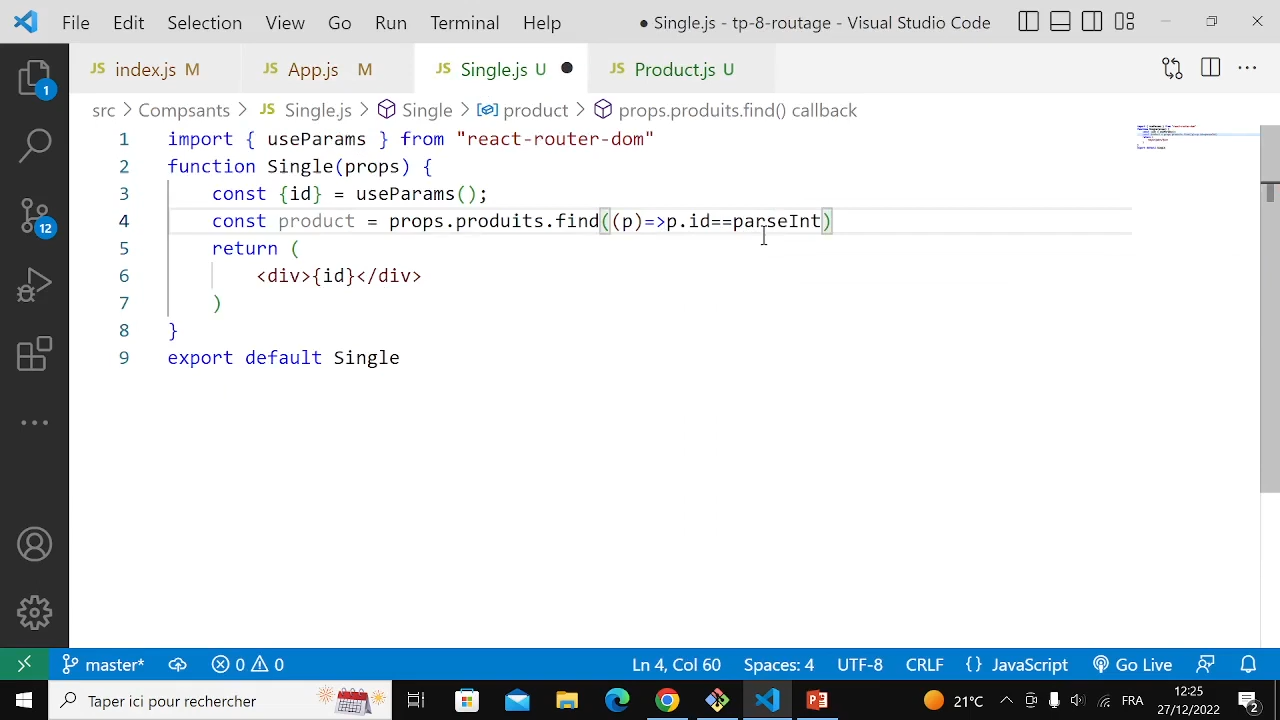 File Edit Selection View Go Run Terminal Help ● Single.js - tp-8-routage - Visual Studio Code
JS index.js M JS App.js M JS Single.js U ● JS Product.js U
src > Compsants > JS Single.js > Single > product > props.produits.find() callback
1 import { useParams } from "react-router-dom"
2 function Single(props) {
3 const {id} = useParams();
4 const product = props.produits.find((p)=>p.id==parseInt)
5 return (
6 <div>{id}</div>
7 )
8 }
9 export default Single
1
12
master* 0 0 Ln 4, Col 60 Spaces: 4 UTF-8 CRLF {} JavaScript Go Live
Taper ici pour rechercher 21°C FRA 12:25
27/12/2022 2